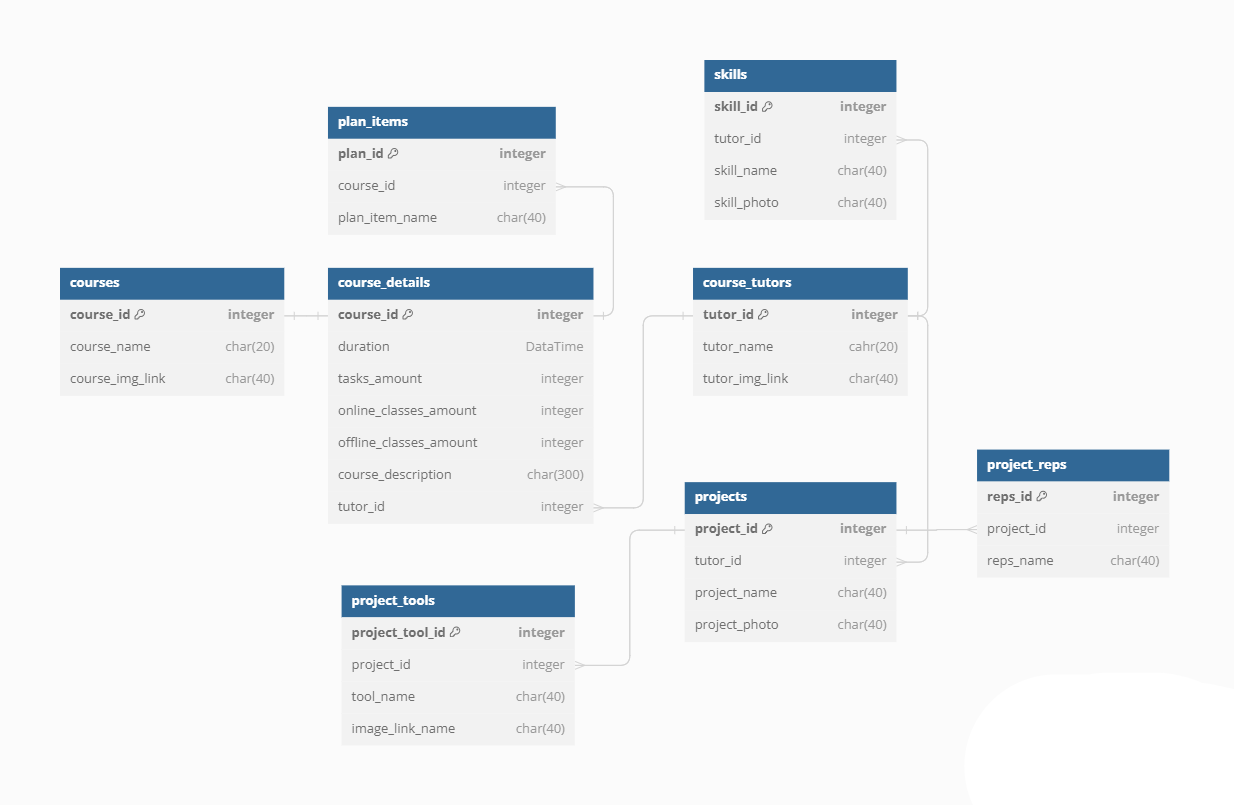 skills
skill_id integer
tutor_id integer
skill_name char(40)
skill_photo char(40)
plan_items
plan_id integer
course_id integer
plan_item_name char(40)
courses
course_id integer
course_name char(20)
course_img_link char(40)
course_details
course_id integer
duration DataTime
tasks_amount integer
online_classes_amount integer
offline_classes_amount integer
course_description char(300)
tutor_id integer
course_tutors
tutor_id integer
tutor_name cahr(20)
tutor_img_link char(40)
project_reps
reps_id integer
project_id integer
reps_name char(40)
projects
project_id integer
tutor_id integer
project_name char(40)
project_photo char(40)
project_tools
project_tool_id integer
project_id integer
tool_name char(40)
image_link_name char(40)